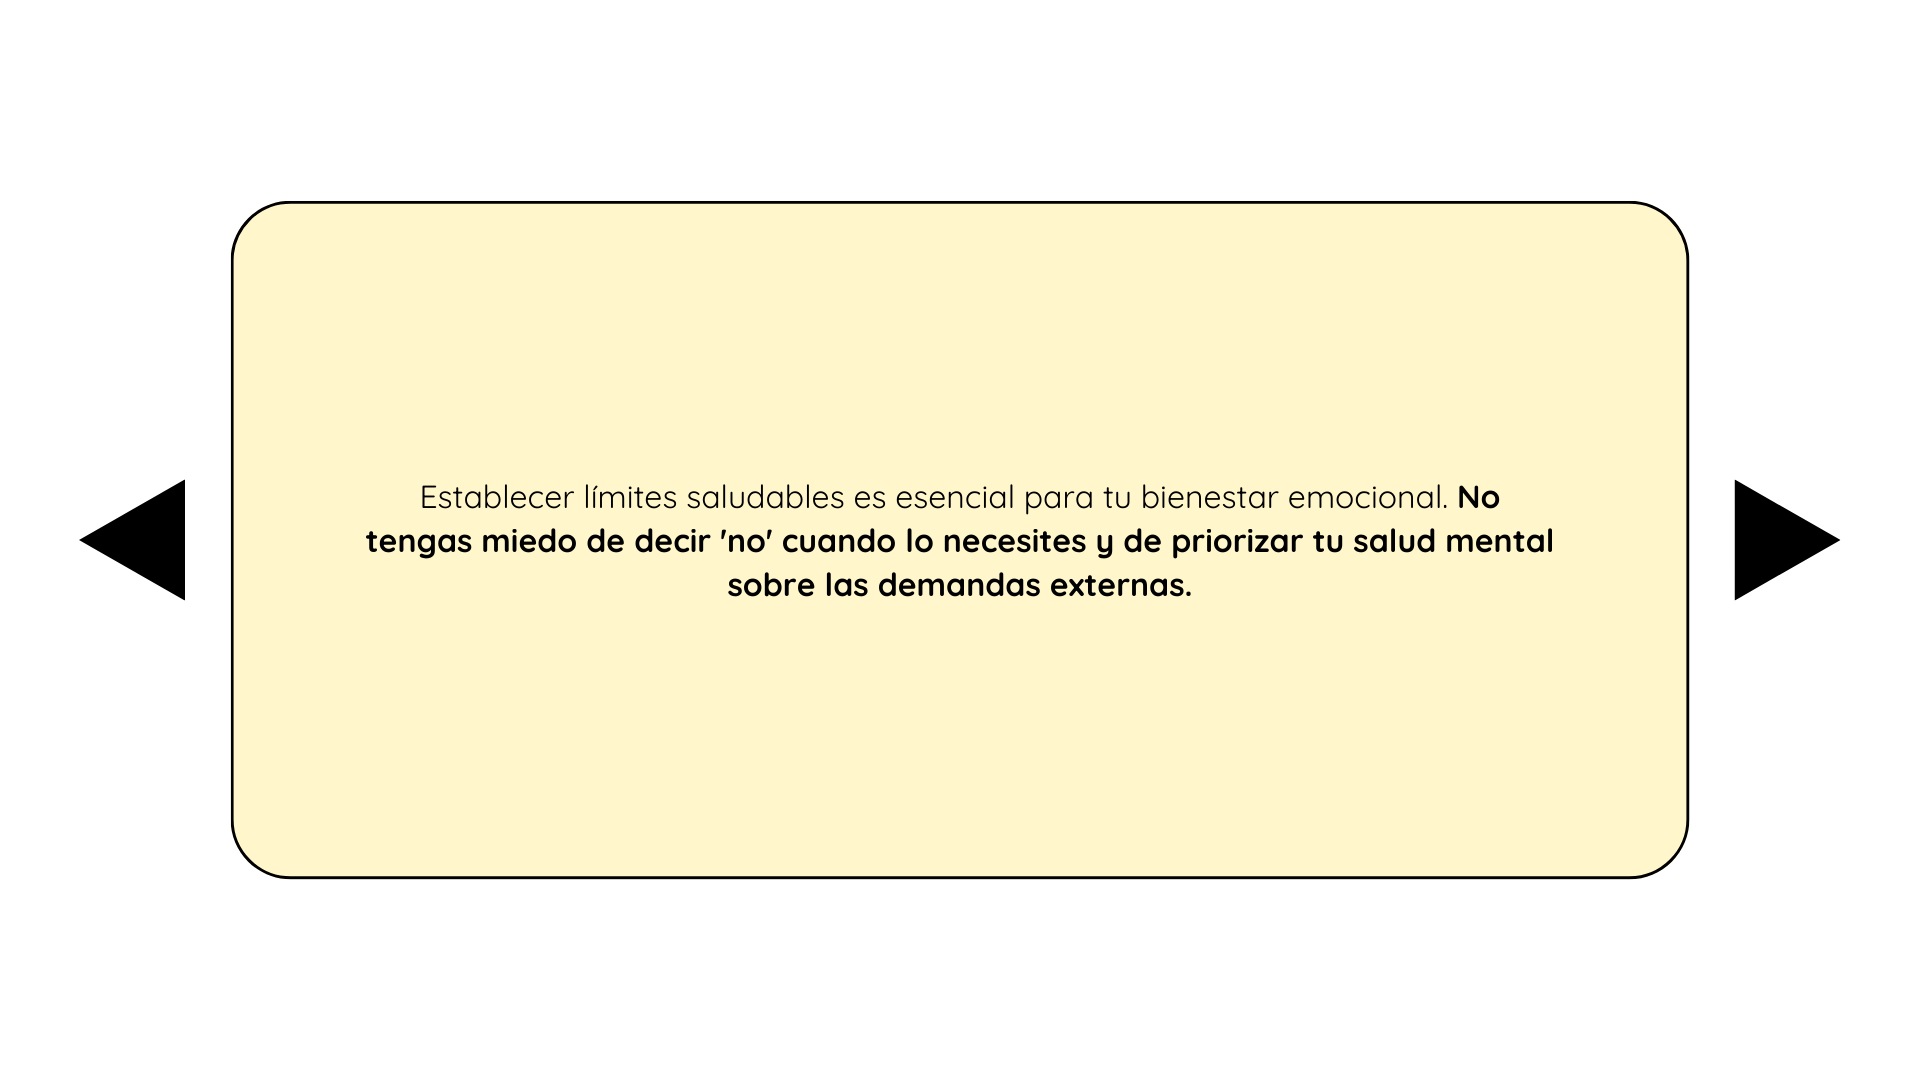 Establecer límites saludables es esencial para tu bienestar emocional. No
tengas miedo de decir 'no' cuando lo necesites y de priorizar tu salud mental
sobre las demandas externas.